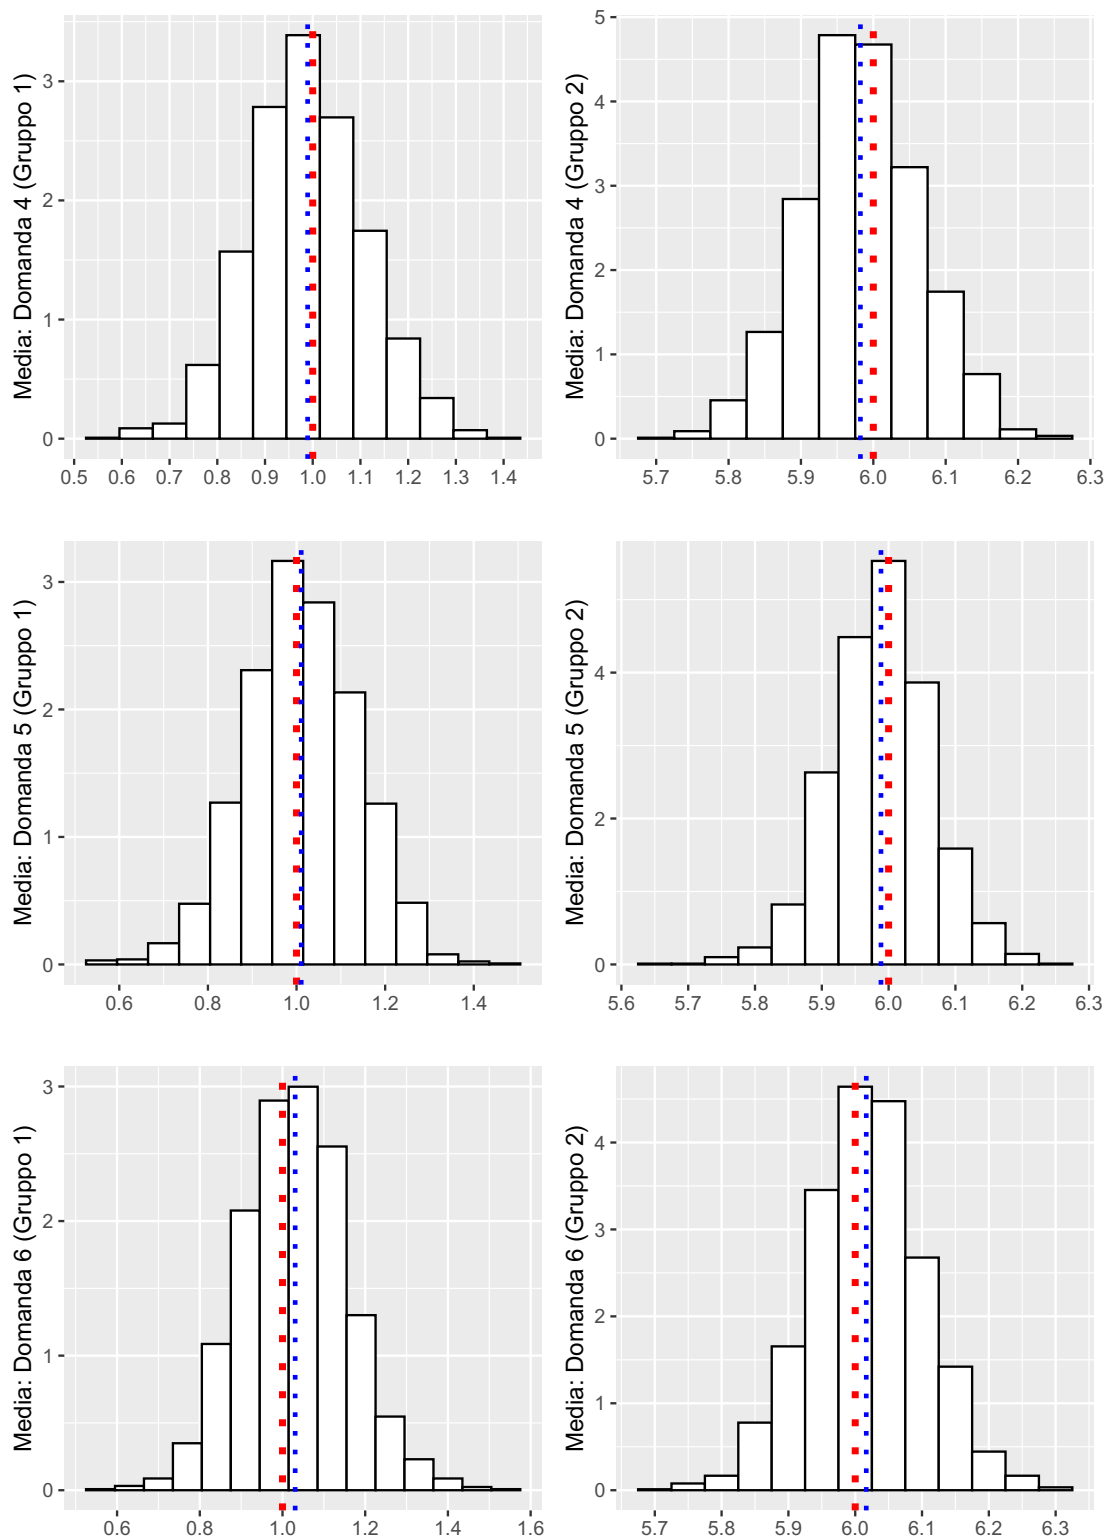 Media: Domanda 4 (Gruppo 1)
3
2
1
0
0.5 0.6 0.7 0.8 0.9 1.0 1.1 1.2 1.3 1.4
Media: Domanda 4 (Gruppo 2)
5
4
3
2
1
0
5.7 5.8 5.9 6.0 6.1 6.2 6.3
Media: Domanda 5 (Gruppo 1)
3
2
1
0
0.6 0.8 1.0 1.2 1.4
Media: Domanda 5 (Gruppo 2)
4
2
0
5.6 5.7 5.8 5.9 6.0 6.1 6.2 6.3
Media: Domanda 6 (Gruppo 1)
3
2
1
0
0.6 0.8 1.0 1.2 1.4 1.6
Media: Domanda 6 (Gruppo 2)
4
3
2
1
0
5.7 5.8 5.9 6.0 6.1 6.2 6.3